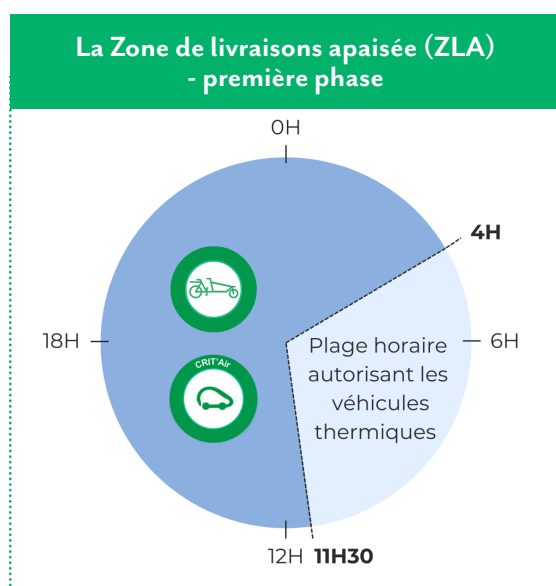 La Zone de livraisons apaisée (ZLA)
- première phase
0H
4H
CRIT'Air
18H
6H
Plage horaire
autorisant les
véhicules
thermiques
12H
11H30